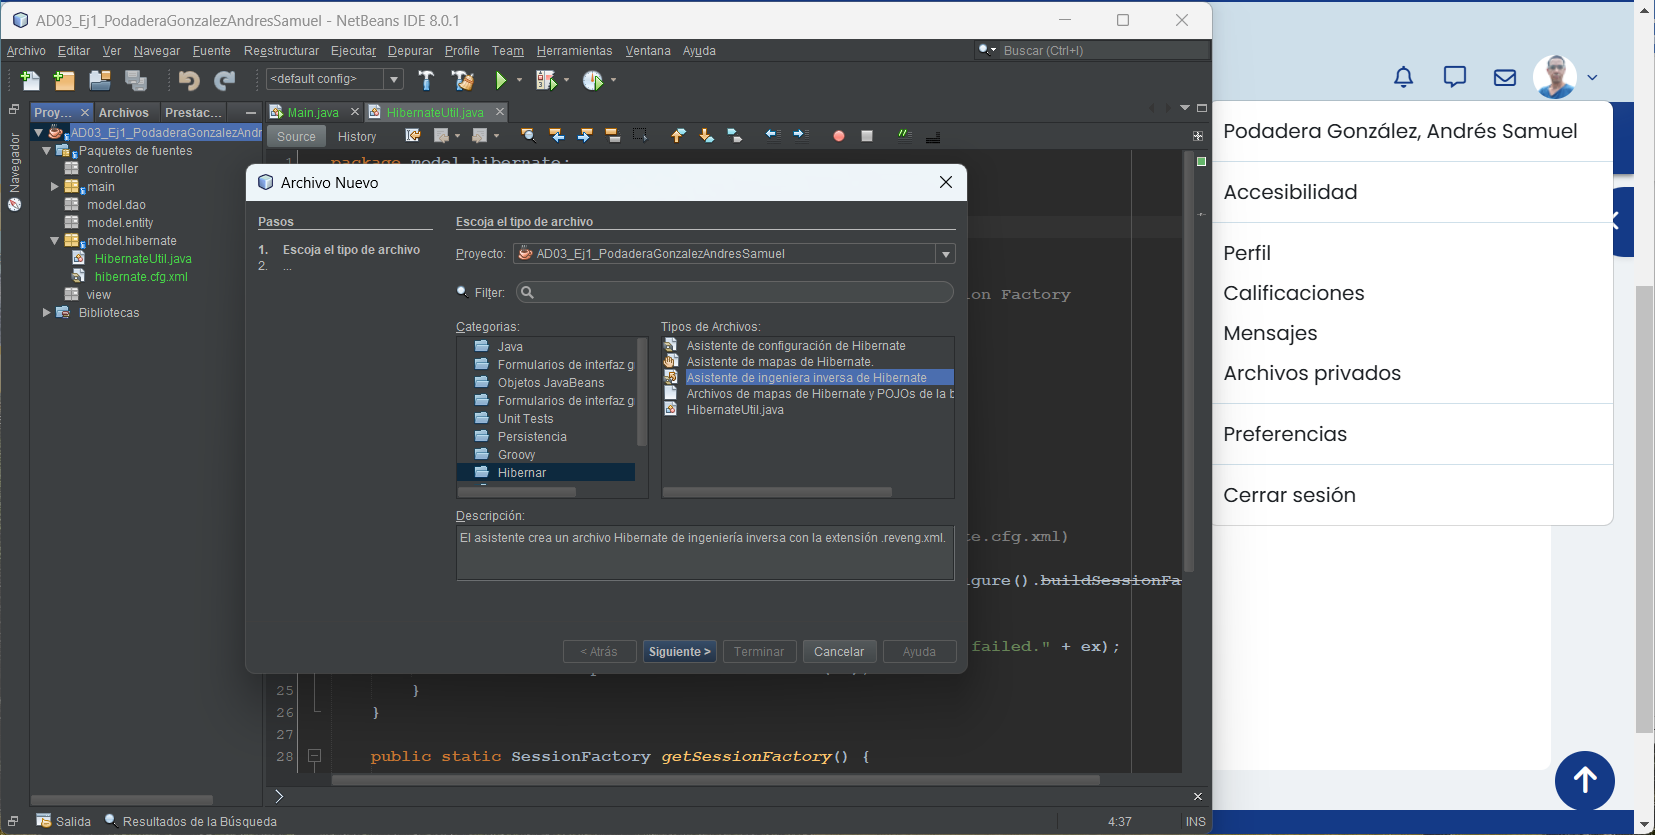 AD03_Ej1_PodaderaGonzalezAndresSamuel - NetBeans IDE 8.0.1
Archivo Editar Ver Navegar Fuente Reestructurar Ejecutar Depurar Profile Team Herramientas Ventana Ayuda
Buscar (Ctrl+I)
<default config>
Proy... Archivos Prestac...
Main.java HibernateUtil.java
Navegador
AD03_Ej1_PodaderaGonzalezAndr
Paquetes de fuentes
controller
main
model.dao
model.entity
model.hibernate
HibernateUtil.java
hibernate.cfg.xml
view
Bibliotecas
Source History
package model.hibernate;
on Factory
te.cfg.xml)
gure().buildSessionFa
failed." + ex);
25 }
26 }
27
28 public static SessionFactory getSessionFactory() {
Archivo Nuevo
Pasos
1. Escoja el tipo de archivo
2. ...
Escoja el tipo de archivo
Proyecto: AD03_Ej1_PodaderaGonzalezAndresSamuel
Filter:
Categorias:
Java
Formularios de interfaz g
Objetos JavaBeans
Formularios de interfaz g
Unit Tests
Persistencia
Groovy
Hibernar
Tipos de Archivos:
Asistente de configuración de Hibernate
Asistente de mapas de Hibernate.
Asistente de ingeniera inversa de Hibernate
Archivos de mapas de Hibernate y POJOs de la b
HibernateUtil.java
Descripción:
El asistente crea un archivo Hibernate de ingeniería inversa con la extensión .reveng.xml.
< Atrás Siguiente > Terminar Cancelar Ayuda
Salida Resultados de la Búsqueda
4:37 INS
Podadera González, Andrés Samuel
Accesibilidad
Perfil
Calificaciones
Mensajes
Archivos privados
Preferencias
Cerrar sesión